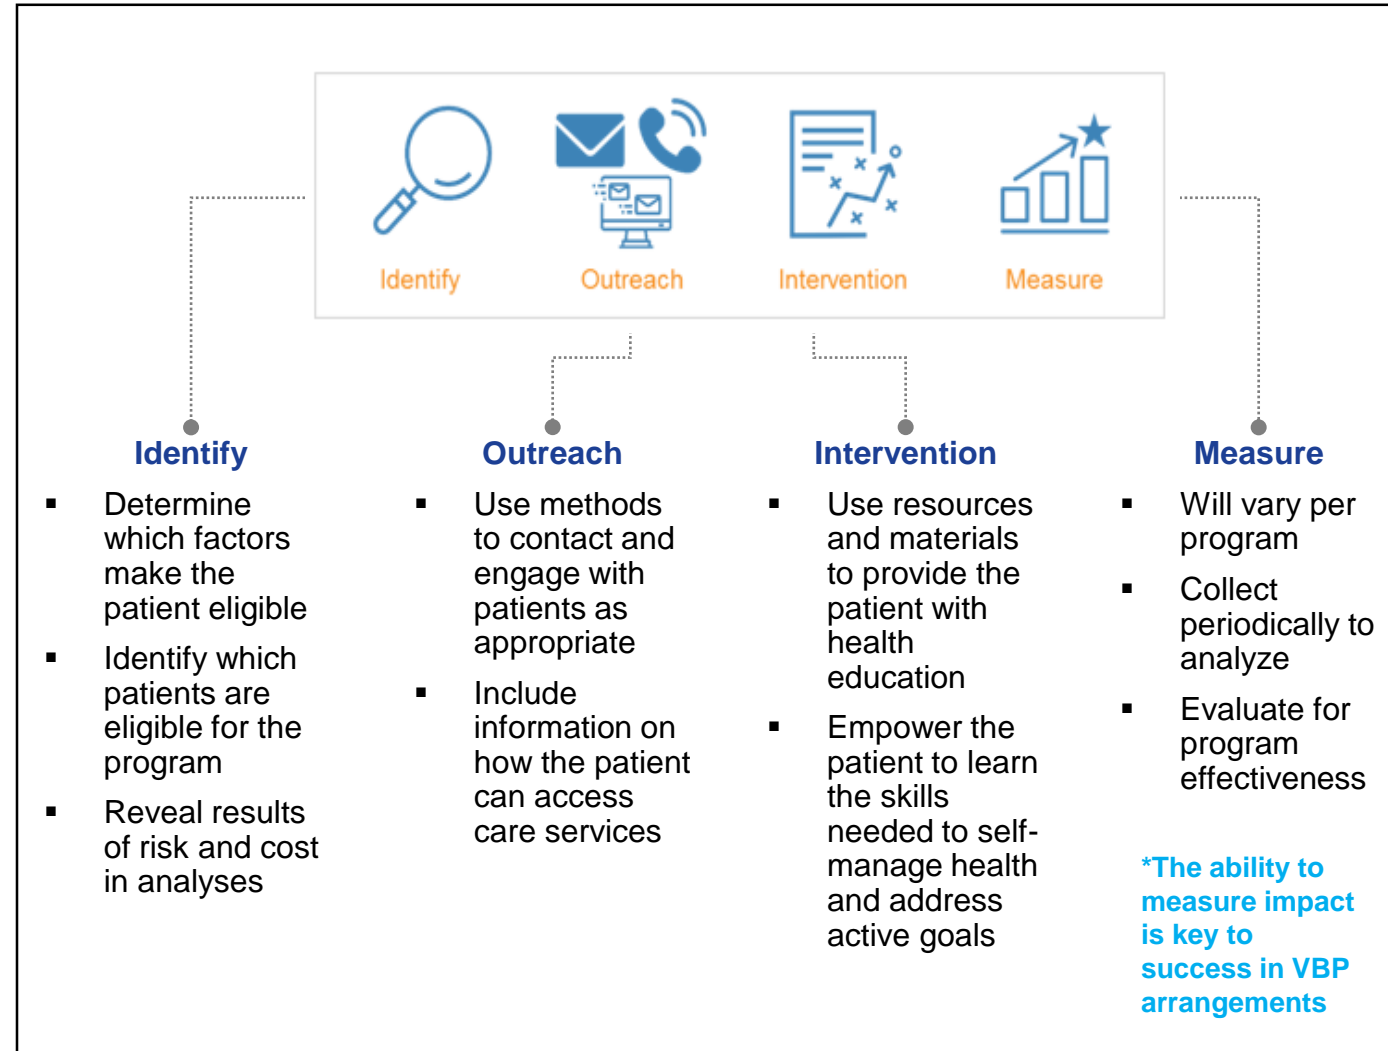 Identify
Outreach
Intervention
Measure
Identify
▪ Determine
which factors
make the
patient eligible
▪ Identify which
patients are
eligible for the
program
▪ Reveal results
of risk and cost
in analyses
Outreach
▪ Use methods
to contact and
engage with
patients as
appropriate
▪ Include
information on
how the patient
can access
care services
Intervention
▪ Use resources
and materials
to provide the
patient with
health
education
▪ Empower the
patient to learn
the skills
needed to self-
manage health
and address
active goals
Measure
▪ Will vary per
program
▪ Collect
periodically to
analyze
▪ Evaluate for
program
effectiveness
*The ability to
measure impact
is key to
success in VBP
arrangements